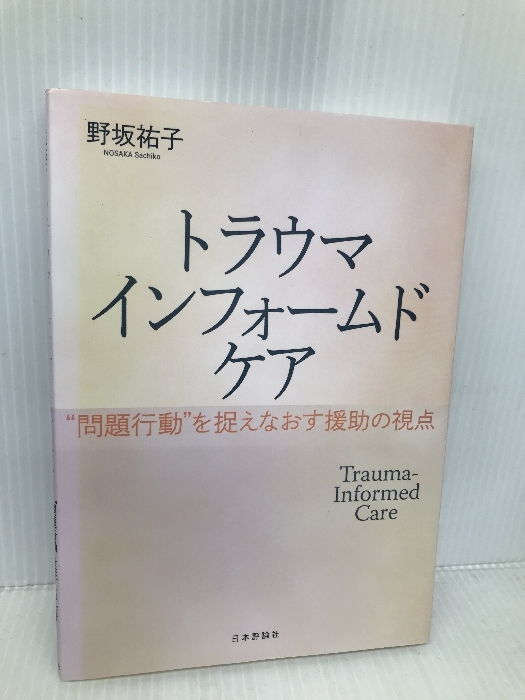 野坂祐子
NOSAKA Sachiko
トラウマ
インフォームド
ケア
“問題行動”を捉えなおす援助の視点
Trauma-
Informed
Care
日本評論社